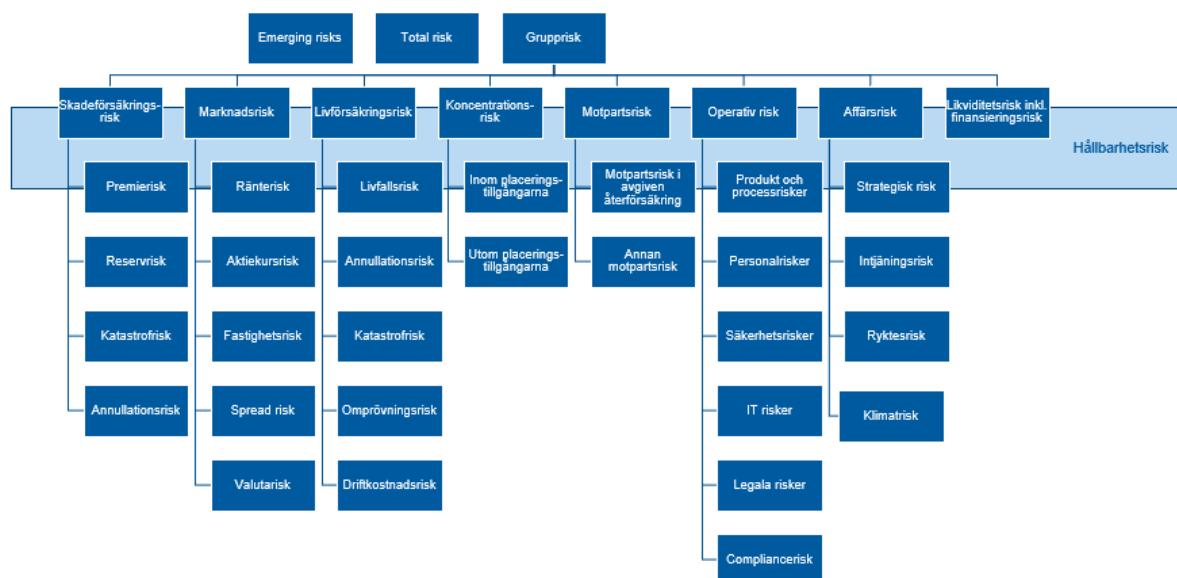 Emerging risks
Total risk
Grupprisk
Skadeförsäkrings-
risk
Marknadsrisk
Livförsäkringsrisk
Koncentrations-
risk
Motpartsrisk
Operativ risk
Affärsrisk
Likviditetsrisk inkl.
finansieringsrisk
Hållbarhetsrisk
Premierisk
Reservrisk
Katastrofrisk
Annullationsrisk
Ränterisk
Aktiekursrisk
Fastighetsrisk
Spread risk
Valutarisk
Livfallsrisk
Annullationsrisk
Katastrofrisk
Omprövningsrisk
Driftkostnadsrisk
Inom placerings-
tillgångarna
Utom placerings-
tillgångarna
Motpartsrisk i
avgiven
återförsäkring
Annan
motpartsrisk
Produkt och
processrisker
Personalrisker
Säkerhetsrisker
IT risker
Legala risker
Compliancerisk
Strategisk risk
Intjäningsrisk
Ryktesrisk
Klimatrisk